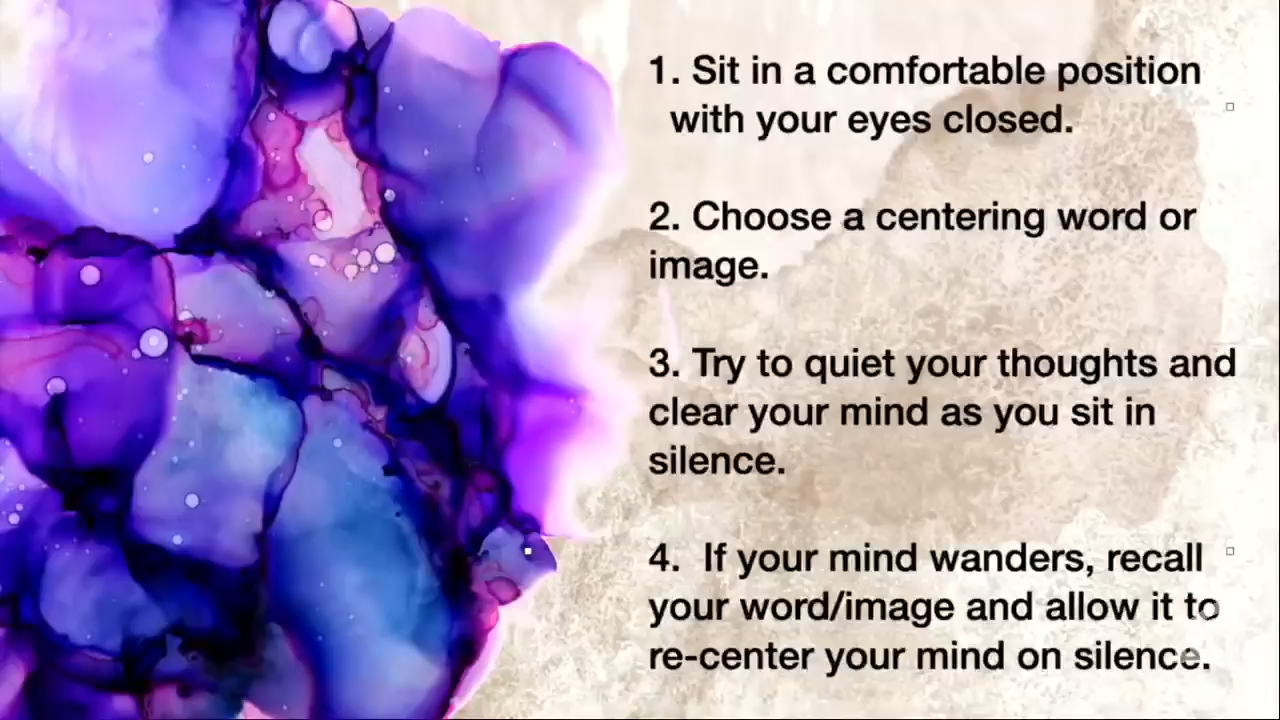 1. Sit in a comfortable position
with your eyes closed.
2. Choose a centering word or
image.
3. Try to quiet your thoughts and
clear your mind as you sit in
silence.
4.  If your mind wanders, recall
your word/image and allow it to
re-center your mind on silence.